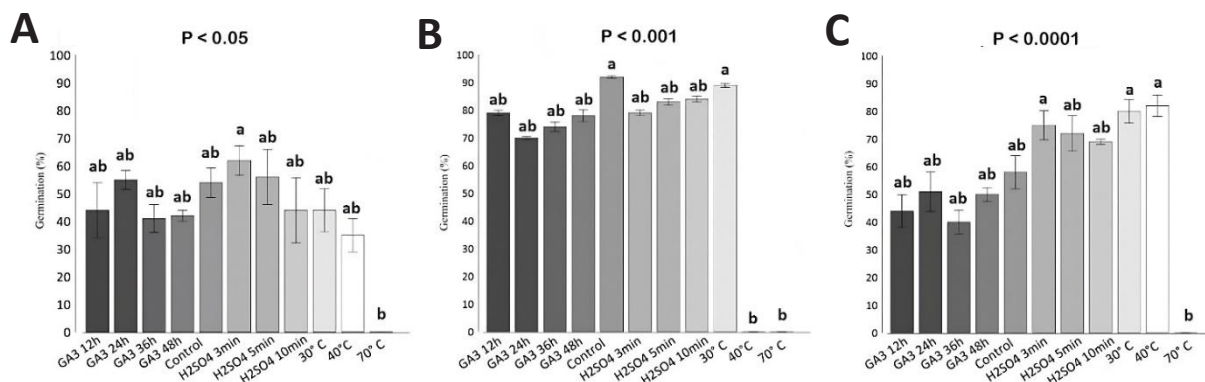 A
P < 0.05
Germination (%)
100
90
80
70
60
50
40
30
20
10
0
ab
ab
ab
ab
ab
a
ab
ab
ab
ab
b
GA3 12h
GA3 24h
GA3 36h
GA3 48h
Control
H2SO4 3min
H2SO4 5min
H2SO4 10min
30° C
40°C
70° C
B
P < 0.001
Germination (%)
100
90
80
70
60
50
40
30
20
10
0
ab
ab
ab
ab
a
ab
ab
ab
a
b
b
GA3 12h
GA3 24h
GA3 36h
GA3 48h
Control
H2SO4 3min
H2SO4 5min
H2SO4 10min
30° C
40°C
70° C
C
P < 0.0001
Germination (%)
100
90
80
70
60
50
40
30
20
10
0
ab
ab
ab
ab
ab
a
ab
ab
a
a
b
GA3 12h
GA3 24h
GA3 36h
GA3 48h
Control
H2SO4 3min
H2SO4 5min
H2SO4 10min
30° C
40°C
70° C